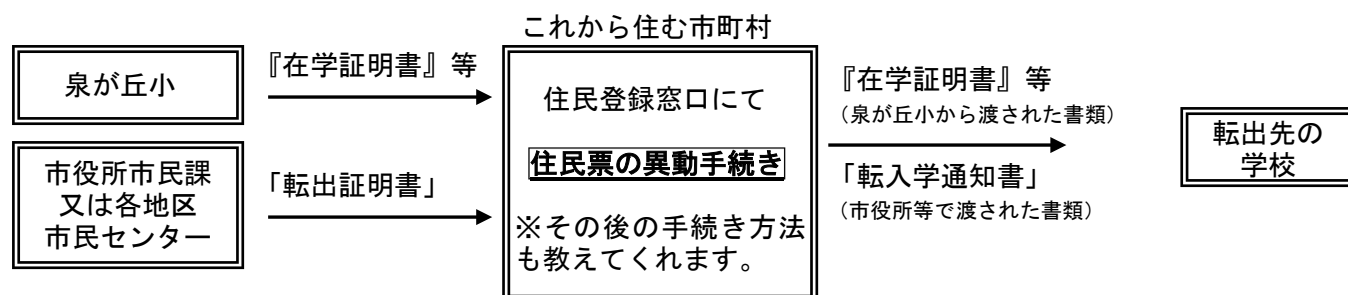 これから住む市町村
泉が丘小
『在学証明書』等
市役所市民課
又は各地区
市民センター
「転出証明書」
住民登録窓口にて
住民票の異動手続き
※その後の手続き方法
も教えてくれます。
『在学証明書』等
（泉が丘小から渡された書類）
「転入学通知書」
（市役所等で渡された書類）
転出先の
学校